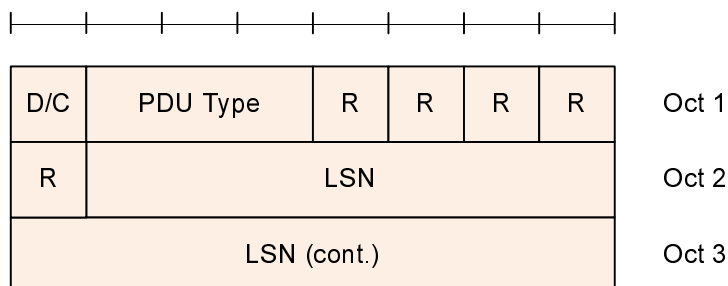 D/C PDU Type R R R R Oct 1
R LSN Oct 2
LSN (cont.) Oct 3